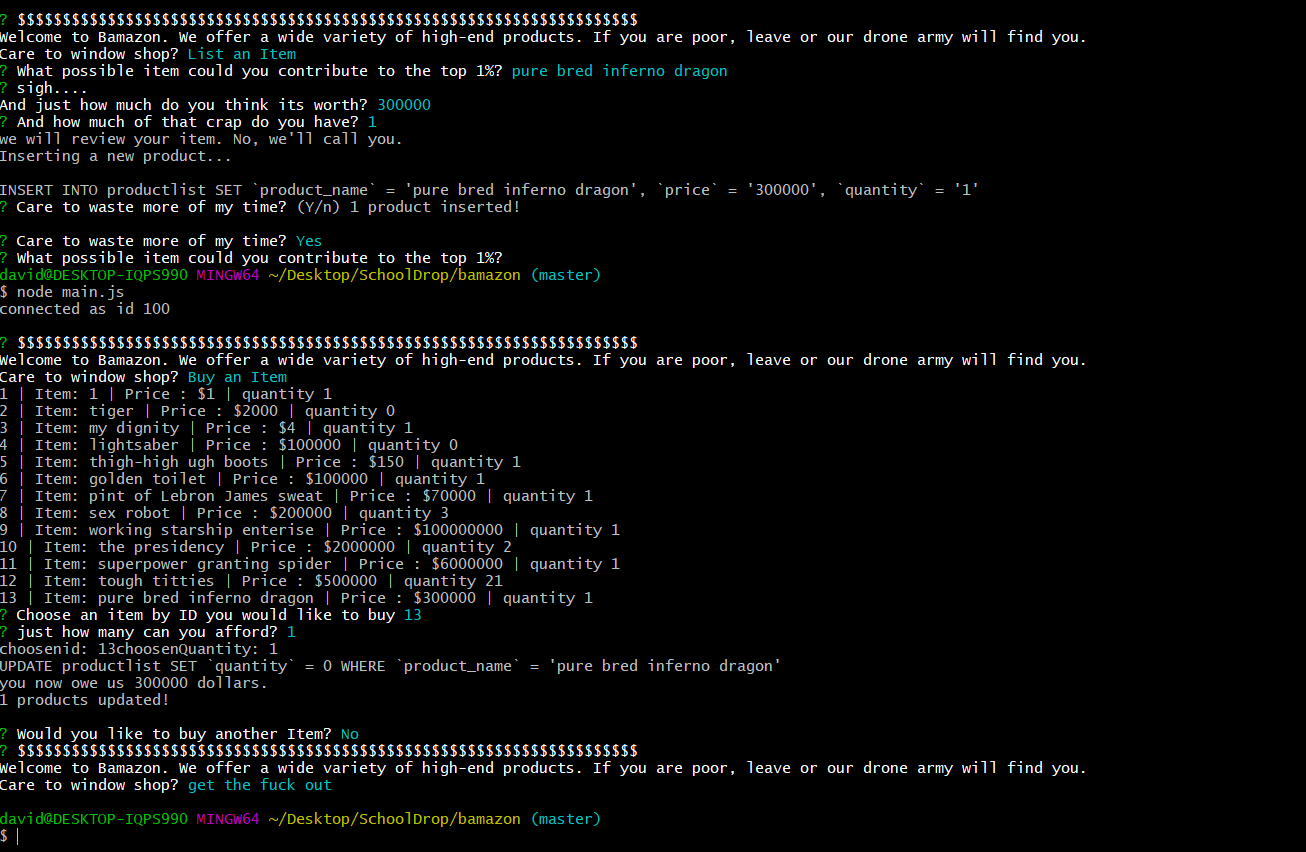 ? $$$$$$$$$$$$$$$$$$$$$$$$$$$$$$$$$$$$$$$$$$$$$$$$$$$$$$$$$$$$$$$$$$$$$
Welcome to Bamazon. We offer a wide variety of high-end products. If you are poor, leave or our drone army will find you.
Care to window shop? List an Item
? What possible item could you contribute to the top 1%? pure bred inferno dragon
? sigh....
And just how much do you think its worth? 300000
? And how much of that crap do you have? 1
we will review your item. No, we'll call you.
Inserting a new product...
INSERT INTO productlist SET `product_name` = 'pure bred inferno dragon', `price` = '300000', `quantity` = '1'
? Care to waste more of my time? (Y/n) 1 product inserted!
? Care to waste more of my time? Yes
? What possible item could you contribute to the top 1%?
david@DESKTOP-IQPS99O MINGW64 ~/Desktop/SchoolDrop/bamazon (master)
$ node main.js
connected as id 100
? $$$$$$$$$$$$$$$$$$$$$$$$$$$$$$$$$$$$$$$$$$$$$$$$$$$$$$$$$$$$$$$$$$$$$
Welcome to Bamazon. We offer a wide variety of high-end products. If you are poor, leave or our drone army will find you.
Care to window shop? Buy an Item
1 | Item: 1 | Price : $1 | quantity 1
2 | Item: tiger | Price : $2000 | quantity 0
3 | Item: my dignity | Price : $4 | quantity 1
4 | Item: lightsaber | Price : $100000 | quantity 0
5 | Item: thigh-high ugh boots | Price : $150 | quantity 1
6 | Item: golden toilet | Price : $100000 | quantity 1
7 | Item: pint of Lebron James sweat | Price : $70000 | quantity 1
8 | Item: sex robot | Price : $200000 | quantity 3
9 | Item: working starship enterise | Price : $100000000 | quantity 1
10 | Item: the presidency | Price : $2000000 | quantity 2
11 | Item: superpower granting spider | Price : $6000000 | quantity 1
12 | Item: tough titties | Price : $500000 | quantity 21
13 | Item: pure bred inferno dragon | Price : $300000 | quantity 1
? Choose an item by ID you would like to buy 13
? just how many can you afford? 1
choosenid: 13choosenQuantity: 1
UPDATE productlist SET `quantity` = 0 WHERE `product_name` = 'pure bred inferno dragon'
you now owe us 300000 dollars.
1 products updated!
? Would you like to buy another Item? No
? $$$$$$$$$$$$$$$$$$$$$$$$$$$$$$$$$$$$$$$$$$$$$$$$$$$$$$$$$$$$$$$$$$$$$
Welcome to Bamazon. We offer a wide variety of high-end products. If you are poor, leave or our drone army will find you.
Care to window shop? get the fuck out
david@DESKTOP-IQPS99O MINGW64 ~/Desktop/SchoolDrop/bamazon (master)
$